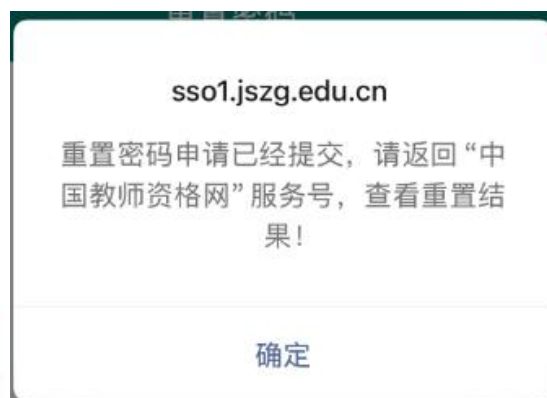 sso1.jszg.edu.cn
重置密码申请已经提交，请返回“中
国教师资格网”服务号，查看重置结
果！
确定